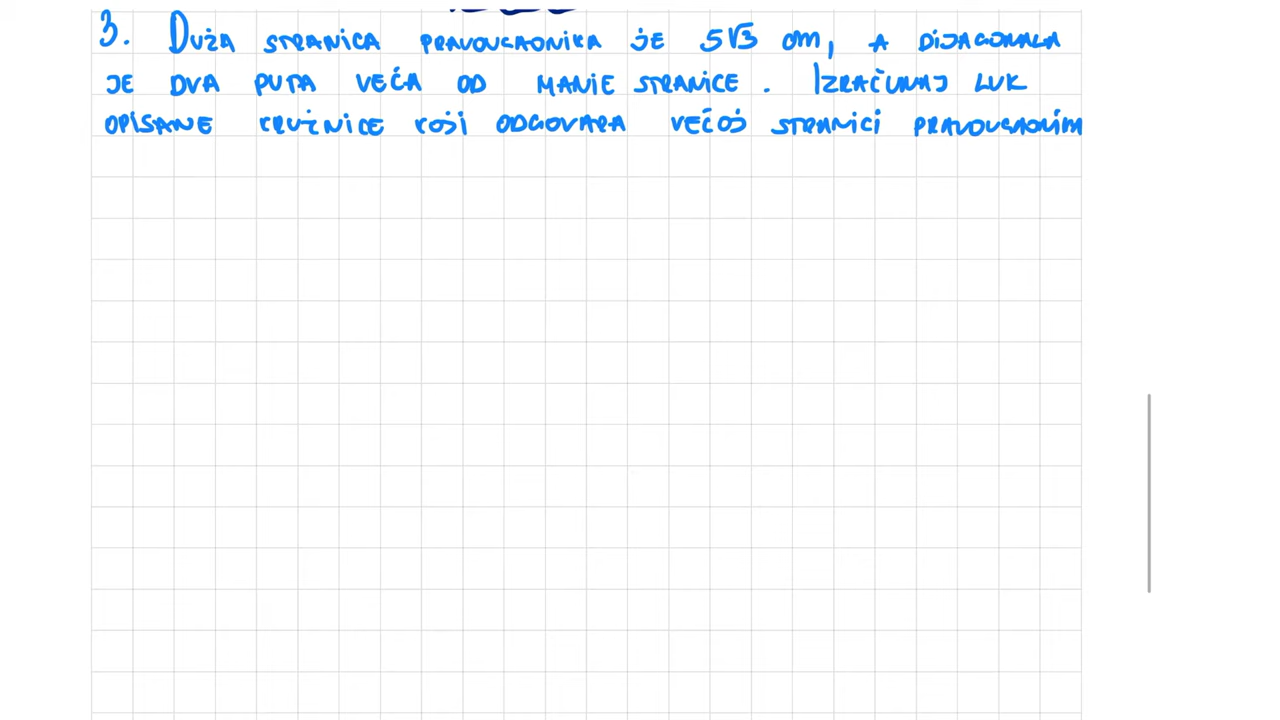 3. DUŽA STRANICA PRAVOUGAONIKA JE 5√3 cm, A DIJAGONALA
JE DVA PUTA VEĆA OD MANJE STRANICE. IZRAČUNAJ LUK
OPISANE KRUŽNICE KOJI ODGOVARA VEĆOJ STRANICI PRAVOUGAONIKA